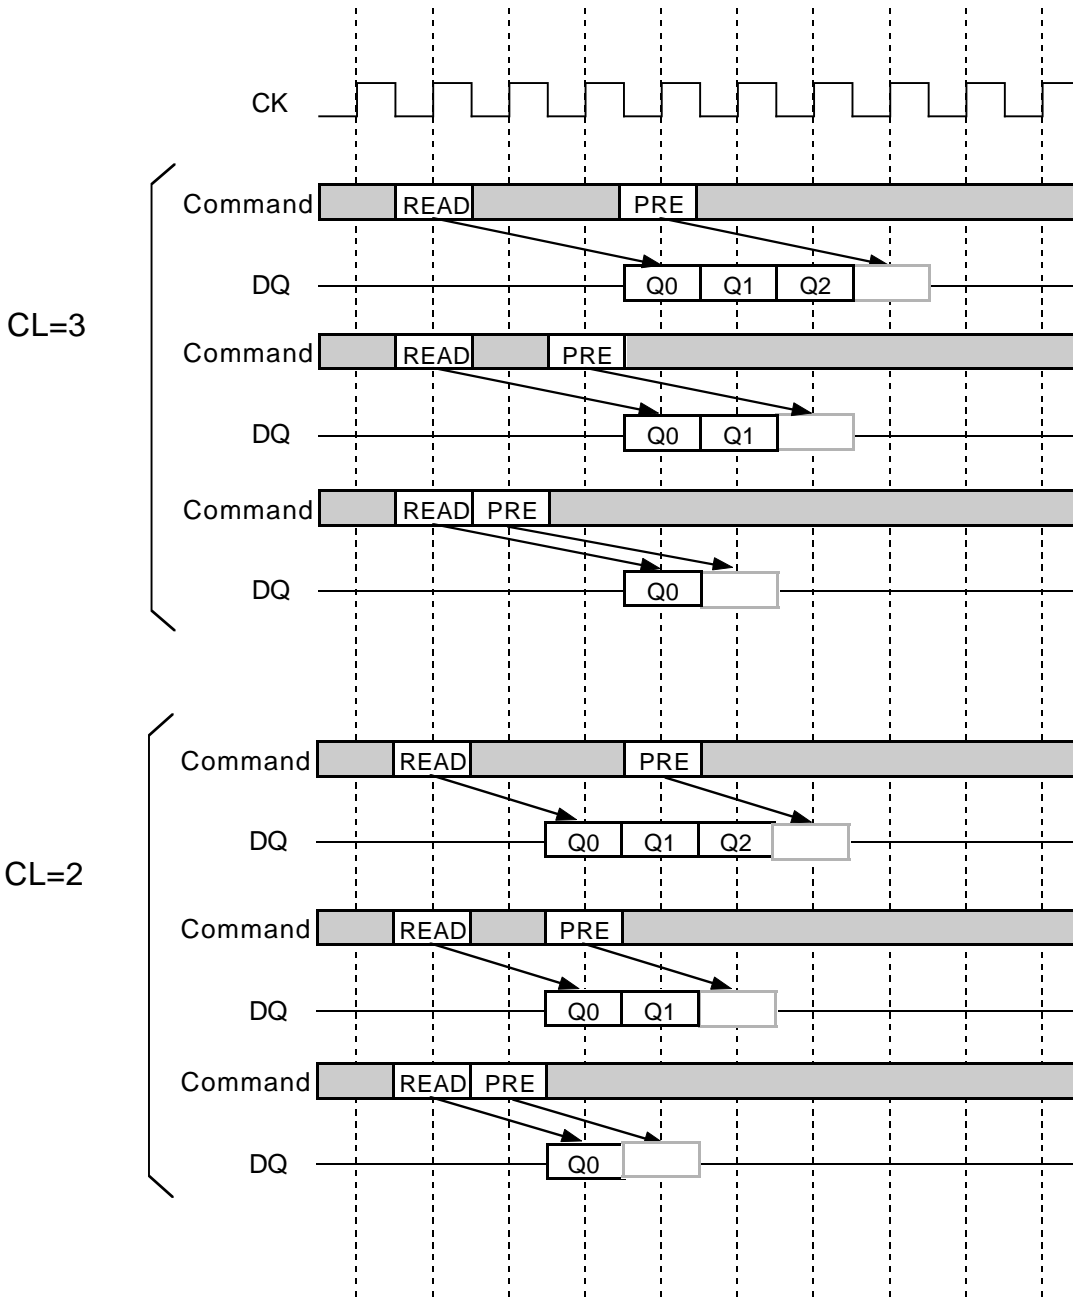 CK
CL=3
Command READ PRE
DQ Q0 Q1 Q2
Command READ PRE
DQ Q0 Q1
Command READ PRE
DQ Q0
CL=2
Command READ PRE
DQ Q0 Q1 Q2
Command READ PRE
DQ Q0 Q1
Command READ PRE
DQ Q0